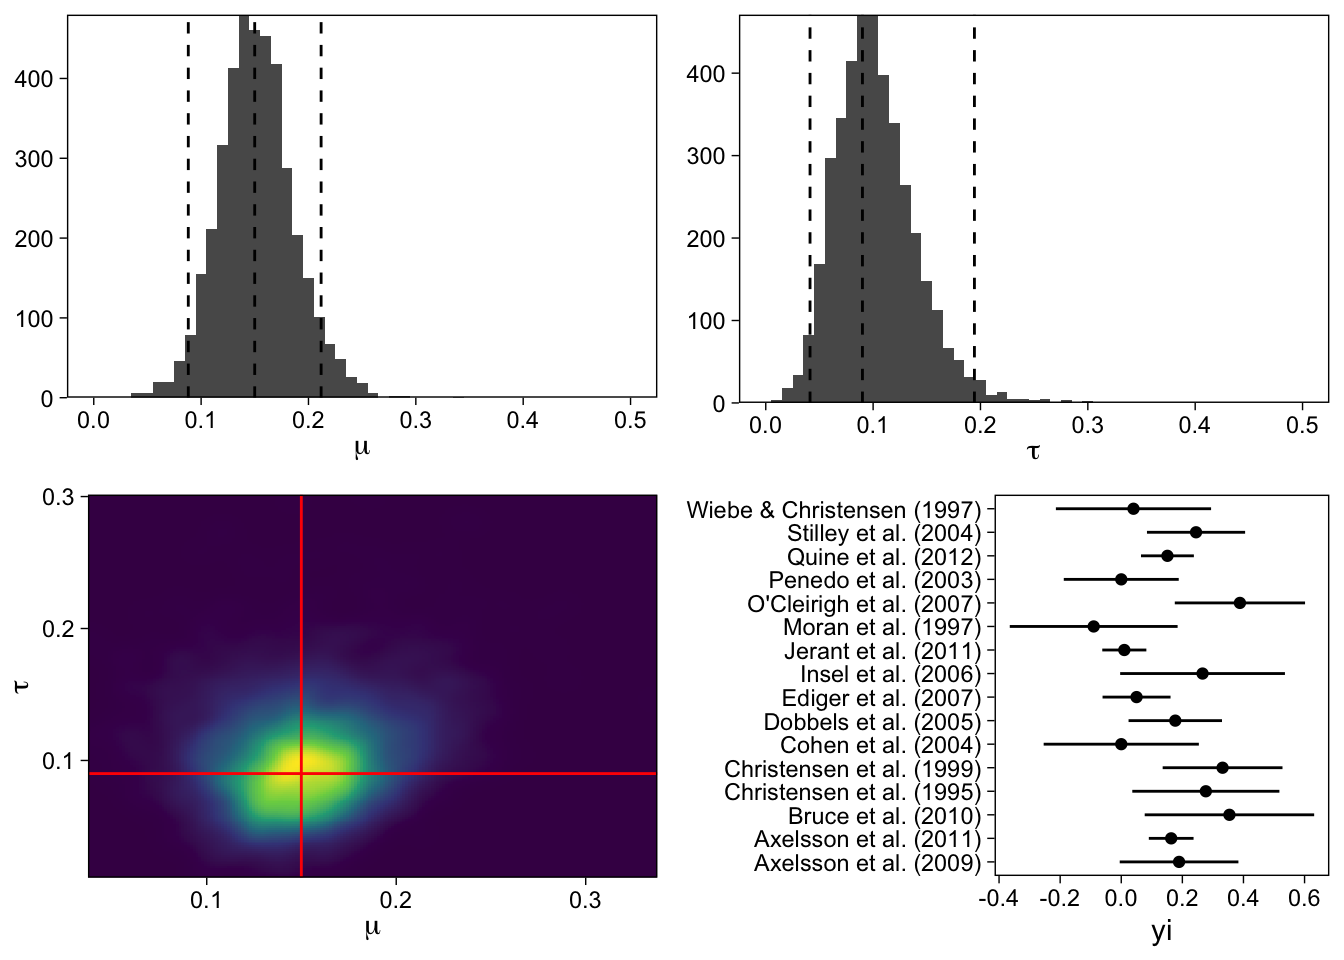 400
300
200
100
0
0.0 0.1 0.2 0.3 0.4 0.5
μ
400
300
200
100
0
0.0 0.1 0.2 0.3 0.4 0.5
τ
0.3
0.2
0.1
τ
0.1 0.2 0.3
μ
Wiebe & Christensen (1997)
Stilley et al. (2004)
Quine et al. (2012)
Penedo et al. (2003)
O'Cleirigh et al. (2007)
Moran et al. (1997)
Jerant et al. (2011)
Insel et al. (2006)
Ediger et al. (2007)
Dobbels et al. (2005)
Cohen et al. (2004)
Christensen et al. (1999)
Christensen et al. (1995)
Bruce et al. (2010)
Axelsson et al. (2011)
Axelsson et al. (2009)
-0.4 -0.2 0.0 0.2 0.4 0.6
yi